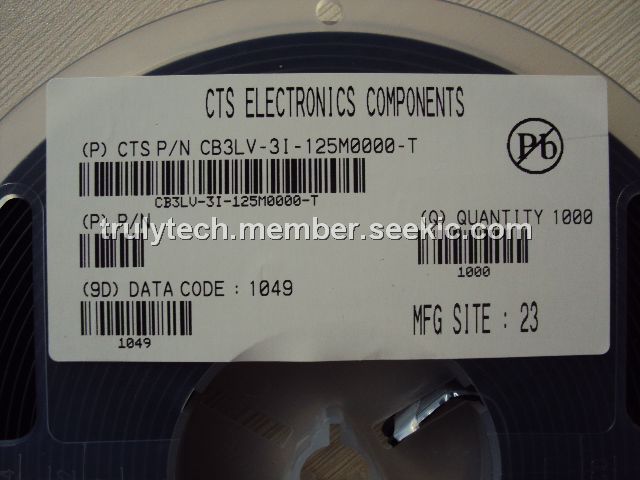 CTS ELECTRONICS COMPONENTS
(P) CTS P/N CB3LV-3I-125M0000-T
Pb
CB3LV-3I-125M0000-T
(P) P/N
(Q) QUANTITY 1000
trulytech.member.seekic.com
1000
(9D) DATA CODE : 1049
MFG SITE : 23
1049